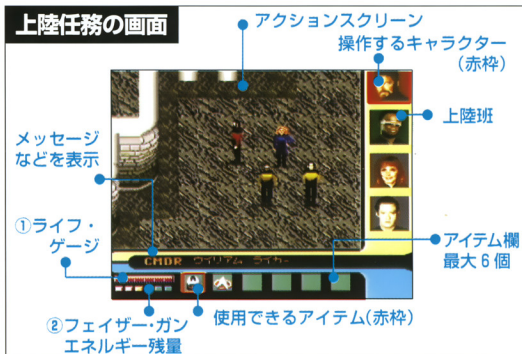 上陸任務の画面
アクションスクリーン
操作するキャラクター
（赤枠）
上陸班
メッセージ
などを表示
①ライフ・
ゲージ
CMDR ウィリアム ライカー
アイテム欄
最大6個
②フェイザー・ガン
エネルギー残量
使用できるアイテム(赤枠)